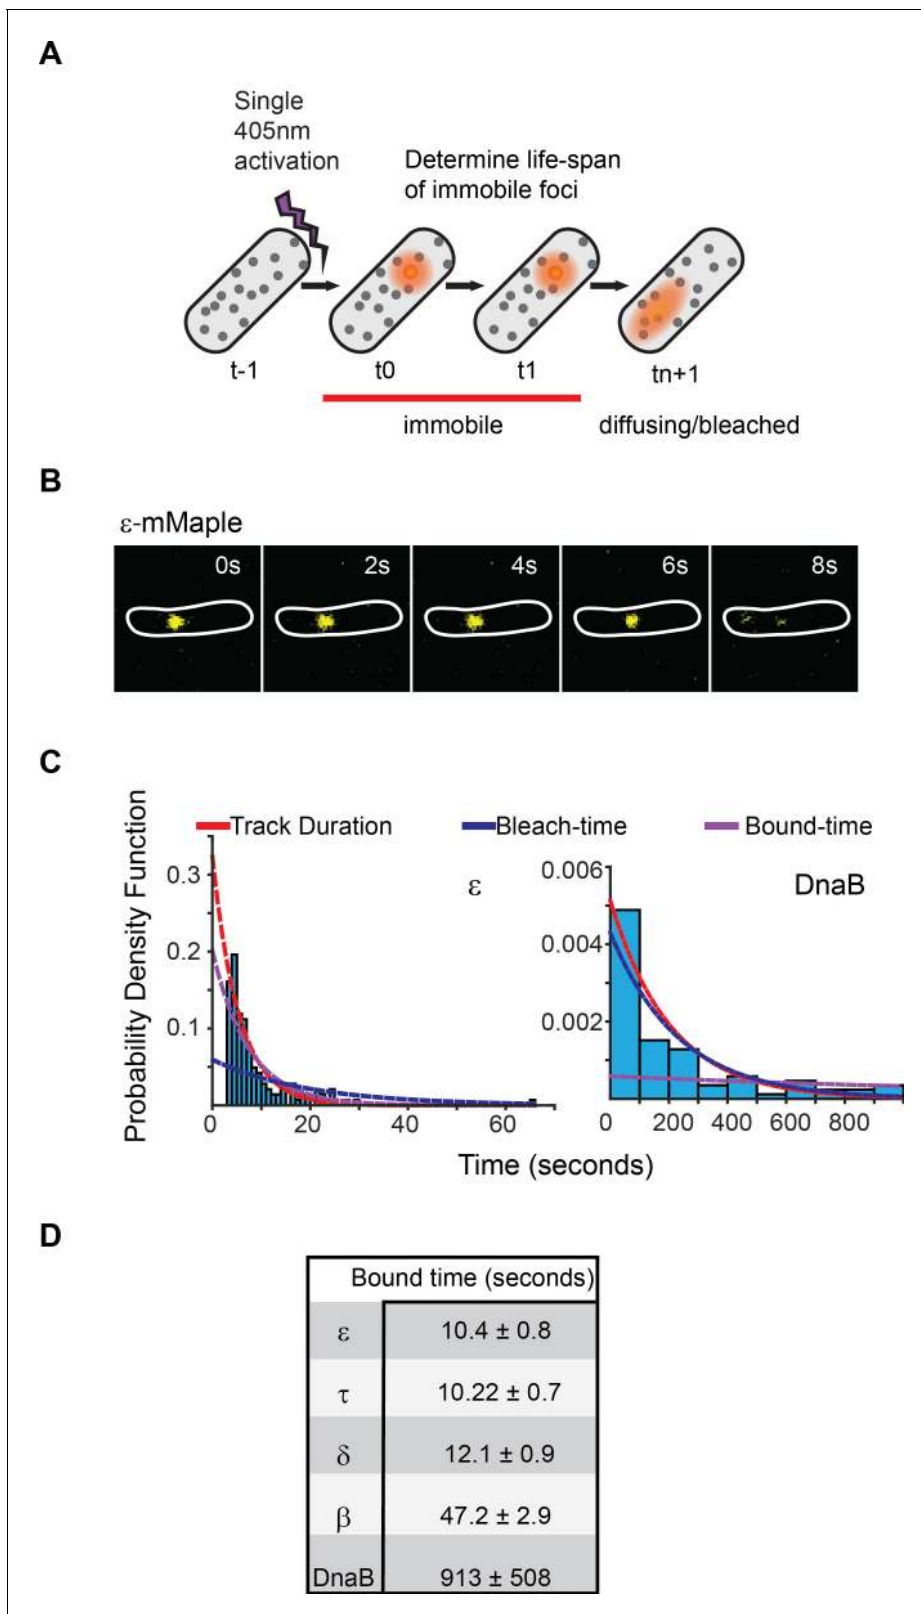 A
Single
405nm
activation
Determine life-span
of immobile foci
t-1
t0
t1
tn+1
immobile
diffusing/bleached
B
ε-mMaple
0s
2s
4s
6s
8s
C
Track Duration
Bleach-time
Bound-time
Probability Density Function
0.3
0.2
0.1
0
20
40
60
ε
0.006
0.004
0.002
0
200
400
600
800
DnaB
Time (seconds)
D
Bound time (seconds)
ε 10.4 ± 0.8
τ 10.22 ± 0.7
δ 12.1 ± 0.9
β 47.2 ± 2.9
DnaB 913 ± 508